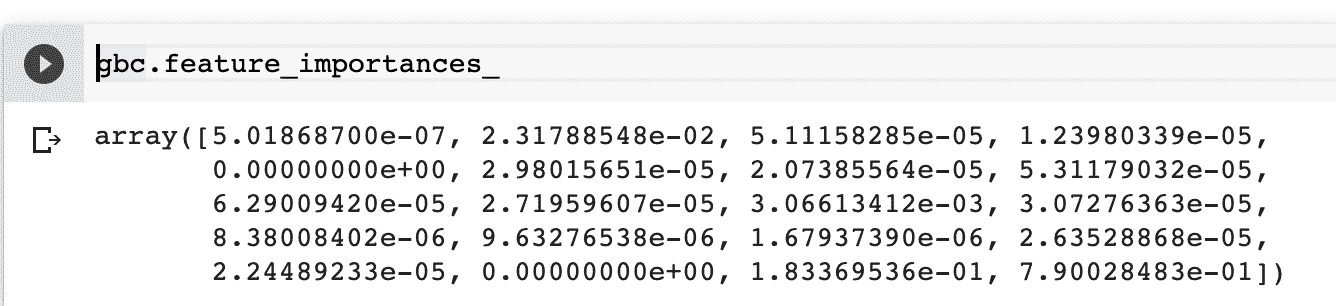 gbc.feature_importances_
array([5.01868700e-07, 2.31788548e-02, 5.11158285e-05, 1.23980339e-05,
0.00000000e+00, 2.98015651e-05, 2.07385564e-05, 5.31179032e-05,
6.29009420e-05, 2.71959607e-05, 3.06613412e-03, 3.07276363e-05,
8.38008402e-06, 9.63276538e-06, 1.67937390e-06, 2.63528868e-05,
2.24489233e-05, 0.00000000e+00, 1.83369536e-01, 7.90028483e-01])